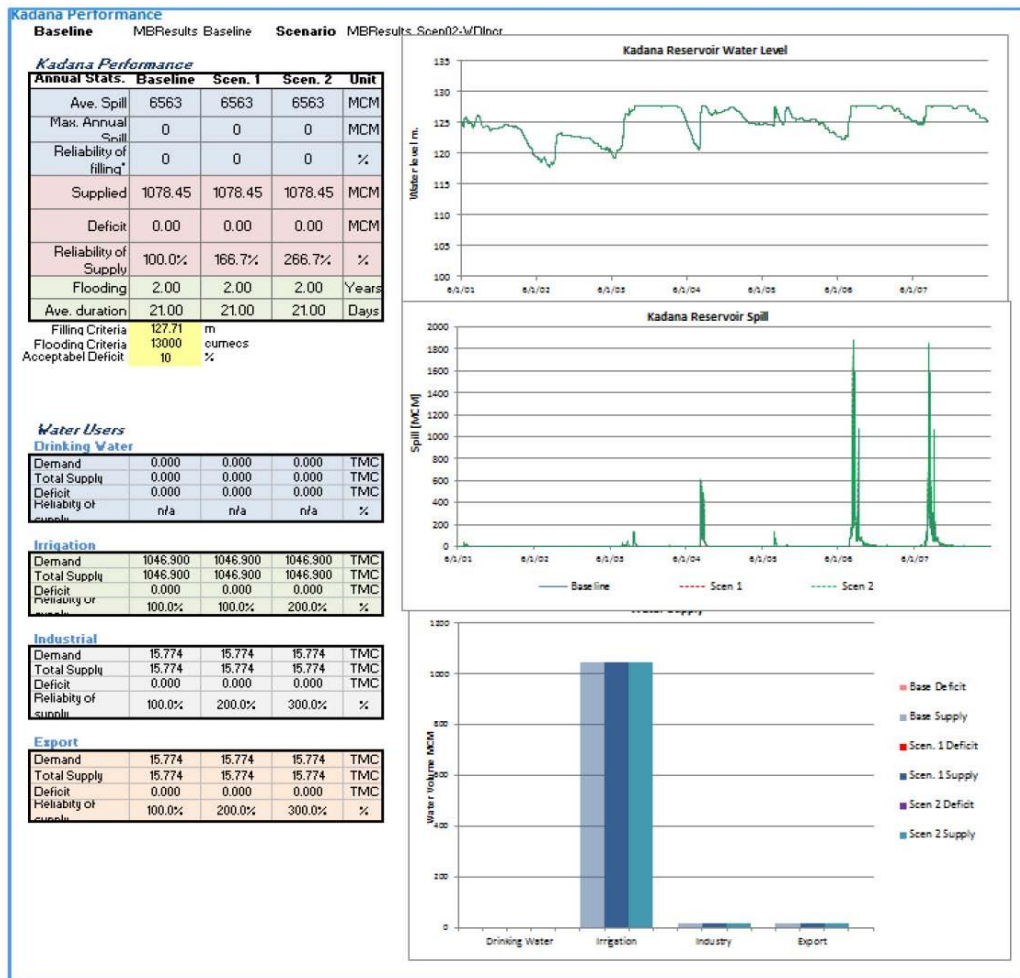 Kadana Performance
Baseline MBResults Baseline Scenario MBResults Scen02-WDIncr
Kadana Performance
Annual Stats. Baseline Scen. 1 Scen. 2 Unit
Ave. Spill 6563 6563 6563 MCM
Max. Annual Spill 0 0 0 MCM
Reliability of filling* 0 0 0 %
Supplied 1078.45 1078.45 1078.45 MCM
Deficit 0.00 0.00 0.00 MCM
Reliability of Supply 100.0% 166.7% 266.7% %
Flooding 2.00 2.00 2.00 Years
Ave. duration 21.00 21.00 21.00 Days
Filling Criteria 127.71 m
Flooding Criteria 13000 cumecs
Acceptabel Deficit 10 %
Water Users
Drinking Water
Demand 0.000 0.000 0.000 TMC
Total Supply 0.000 0.000 0.000 TMC
Deficit 0.000 0.000 0.000 TMC
Reliabity of supply n/a n/a n/a %
Irrigation
Demand 1046.900 1046.900 1046.900 TMC
Total Supply 1046.900 1046.900 1046.900 TMC
Deficit 0.000 0.000 0.000 TMC
Reliabity of supply 100.0% 100.0% 200.0% %
Industrial
Demand 15.774 15.774 15.774 TMC
Total Supply 15.774 15.774 15.774 TMC
Deficit 0.000 0.000 0.000 TMC
Reliabity of supply 100.0% 200.0% 300.0% %
Export
Demand 15.774 15.774 15.774 TMC
Total Supply 15.774 15.774 15.774 TMC
Deficit 0.000 0.000 0.000 TMC
Reliabity of supply 100.0% 200.0% 300.0% %
Kadana Reservoir Water Level
Water level m.
135
130
125
120
115
110
105
100
6/1/01 6/1/02 6/1/03 6/1/04 6/1/05 6/1/06 6/1/07
Kadana Reservoir Spill
Spill [MCM]
2000
1800
1600
1400
1200
1000
800
600
400
200
0
6/1/01 6/1/02 6/1/03 6/1/04 6/1/05 6/1/06 6/1/07
Baseline Scen 1 Scen 2
Water Supply
Water Volume MCM
1200
1000
800
600
400
200
0
Drinking Water Irrigation Industry Export
Base Deficit
Base Supply
Scen. 1 Deficit
Scen. 1 Supply
Scen 2 Deficit
Scen 2 Supply